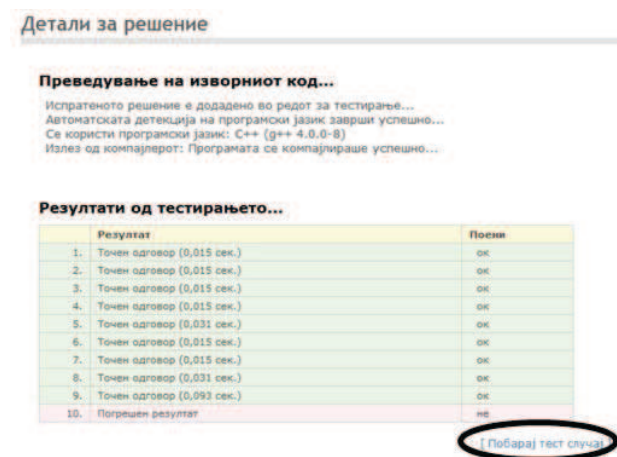 Детали за решение
Преведување на изворниот код...
Испратеното решение е додадено во редот за тестирање...
Автоматската детекција на програмски јазик заврши успешно...
Се користи програмски јазик: C++ (g++ 4.0.0-8)
Излез од компајлерот: Програмата се компајлираше успешно...
Резултати од тестирањето...
Резултат Поени
1. Точен одговор (0,015 сек.) ок
2. Точен одговор (0,015 сек.) ок
3. Точен одговор (0,015 сек.) ок
4. Точен одговор (0,015 сек.) ок
5. Точен одговор (0,031 сек.) ок
6. Точен одговор (0,015 сек.) ок
7. Точен одговор (0,015 сек.) ок
8. Точен одговор (0,031 сек.) ок
9. Точен одговор (0,093 сек.) ок
10. Погрешен резултат не
[ Побарај тест случај ]